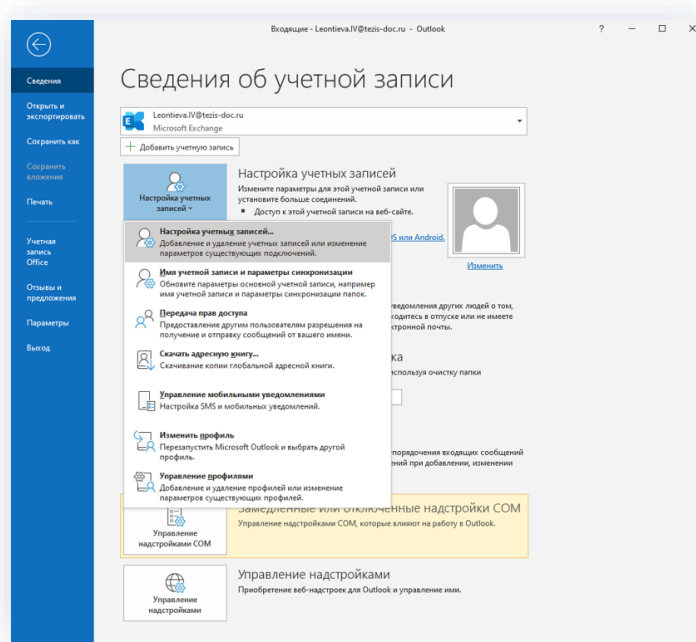 Входящие - Leontieva.IV@tezis-doc.ru - Outlook
?
Сведения
Открыть и
экспортировать
Сохранить как
Сохранить
вложения
Печать
Учетная
запись
Office
Отзывы и
предложения
Параметры
Выход
Сведения об учетной записи
Leontieva.IV@tezis-doc.ru
Microsoft Exchange
Добавить учетную запись
Настройка учетных
записей
Настройка учетных записей
Измените параметры для этой учетной записи или
установите больше соединений.
Доступ к этой учетной записи на веб-сайте.
или Android.
Изменить
Настройка учетных записей...
Добавление и удаление учетных записей или изменение
параметров существующих подключений.
Имя учетной записи и параметры синхронизации
Обновите параметры основной учетной записи, например
имя учетной записи и параметры синхронизации папок.
Передача прав доступа
Предоставление другим пользователям разрешения на
получение и отправку сообщений от вашего имени.
Скачать адресную книгу...
Скачивание копии глобальной адресной книги.
Управление мобильными уведомлениями
Настройка SMS и мобильных уведомлений.
Изменить профиль
Перезапустить Microsoft Outlook и выбрать другой
профиль.
Управление профилями
Добавление и удаление профилей или изменение
параметров существующих профилей.
ведомления других людей о том,
ходитесь в отпуске или не имеете
ктронной почты.
ка
используя очистку папки
порядочения входящих сообщений
ений при добавлении, изменении
Замедленные или отключенные надстройки COM
Управление надстройками COM, которые влияют на работу в Outlook.
Управление
надстройками COM
Управление надстройками
Приобретение веб-надстроек для Outlook и управление ими.
Управление
надстройками